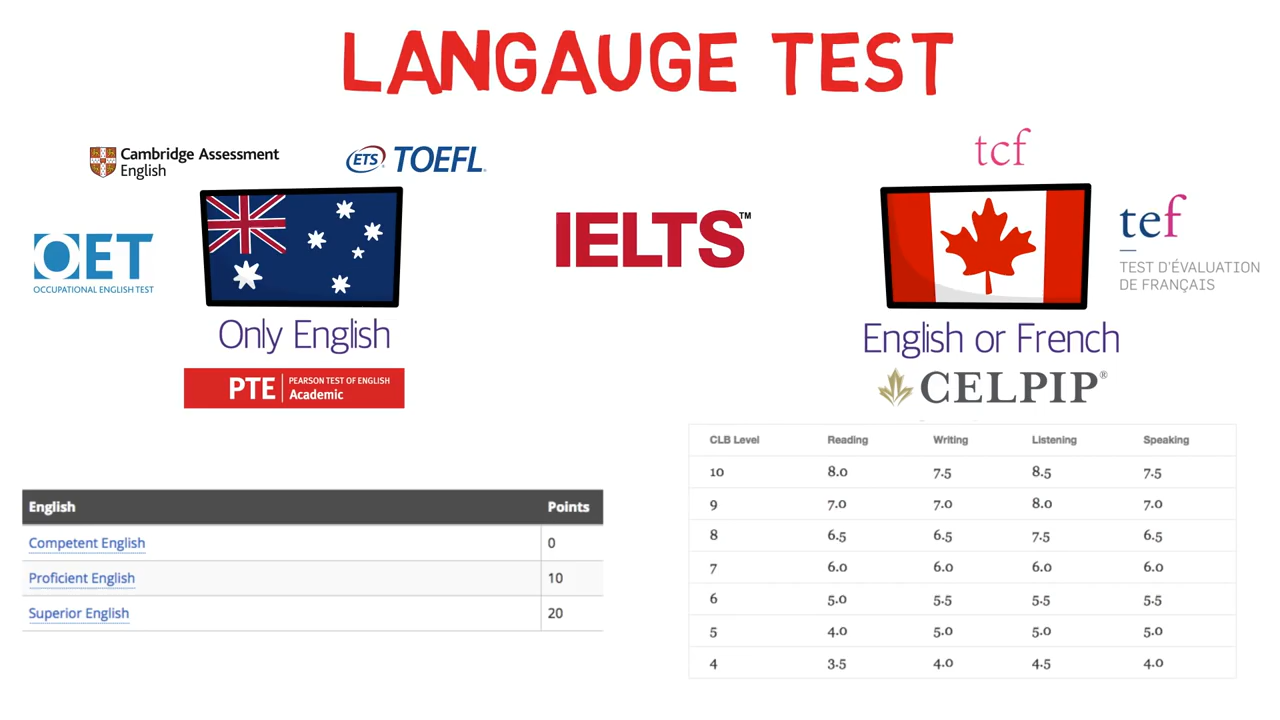 LANGAUGE TEST
Cambridge Assessment
English
ETS TOEFL
OET
OCCUPATIONAL ENGLISH TEST
Only English
PTE PEARSON TEST OF ENGLISH
Academic
IELTS™
tcf
tef
TEST D'ÉVALUATION
DE FRANÇAIS
English or French
CELPIP®
English Points
Competent English 0
Proficient English 10
Superior English 20
CLB Level Reading Writing Listening Speaking
10 8.0 7.5 8.5 7.5
9 7.0 7.0 8.0 7.0
8 6.5 6.5 7.5 6.5
7 6.0 6.0 6.0 6.0
6 5.0 5.5 5.5 5.5
5 4.0 5.0 5.0 5.0
4 3.5 4.0 4.5 4.0